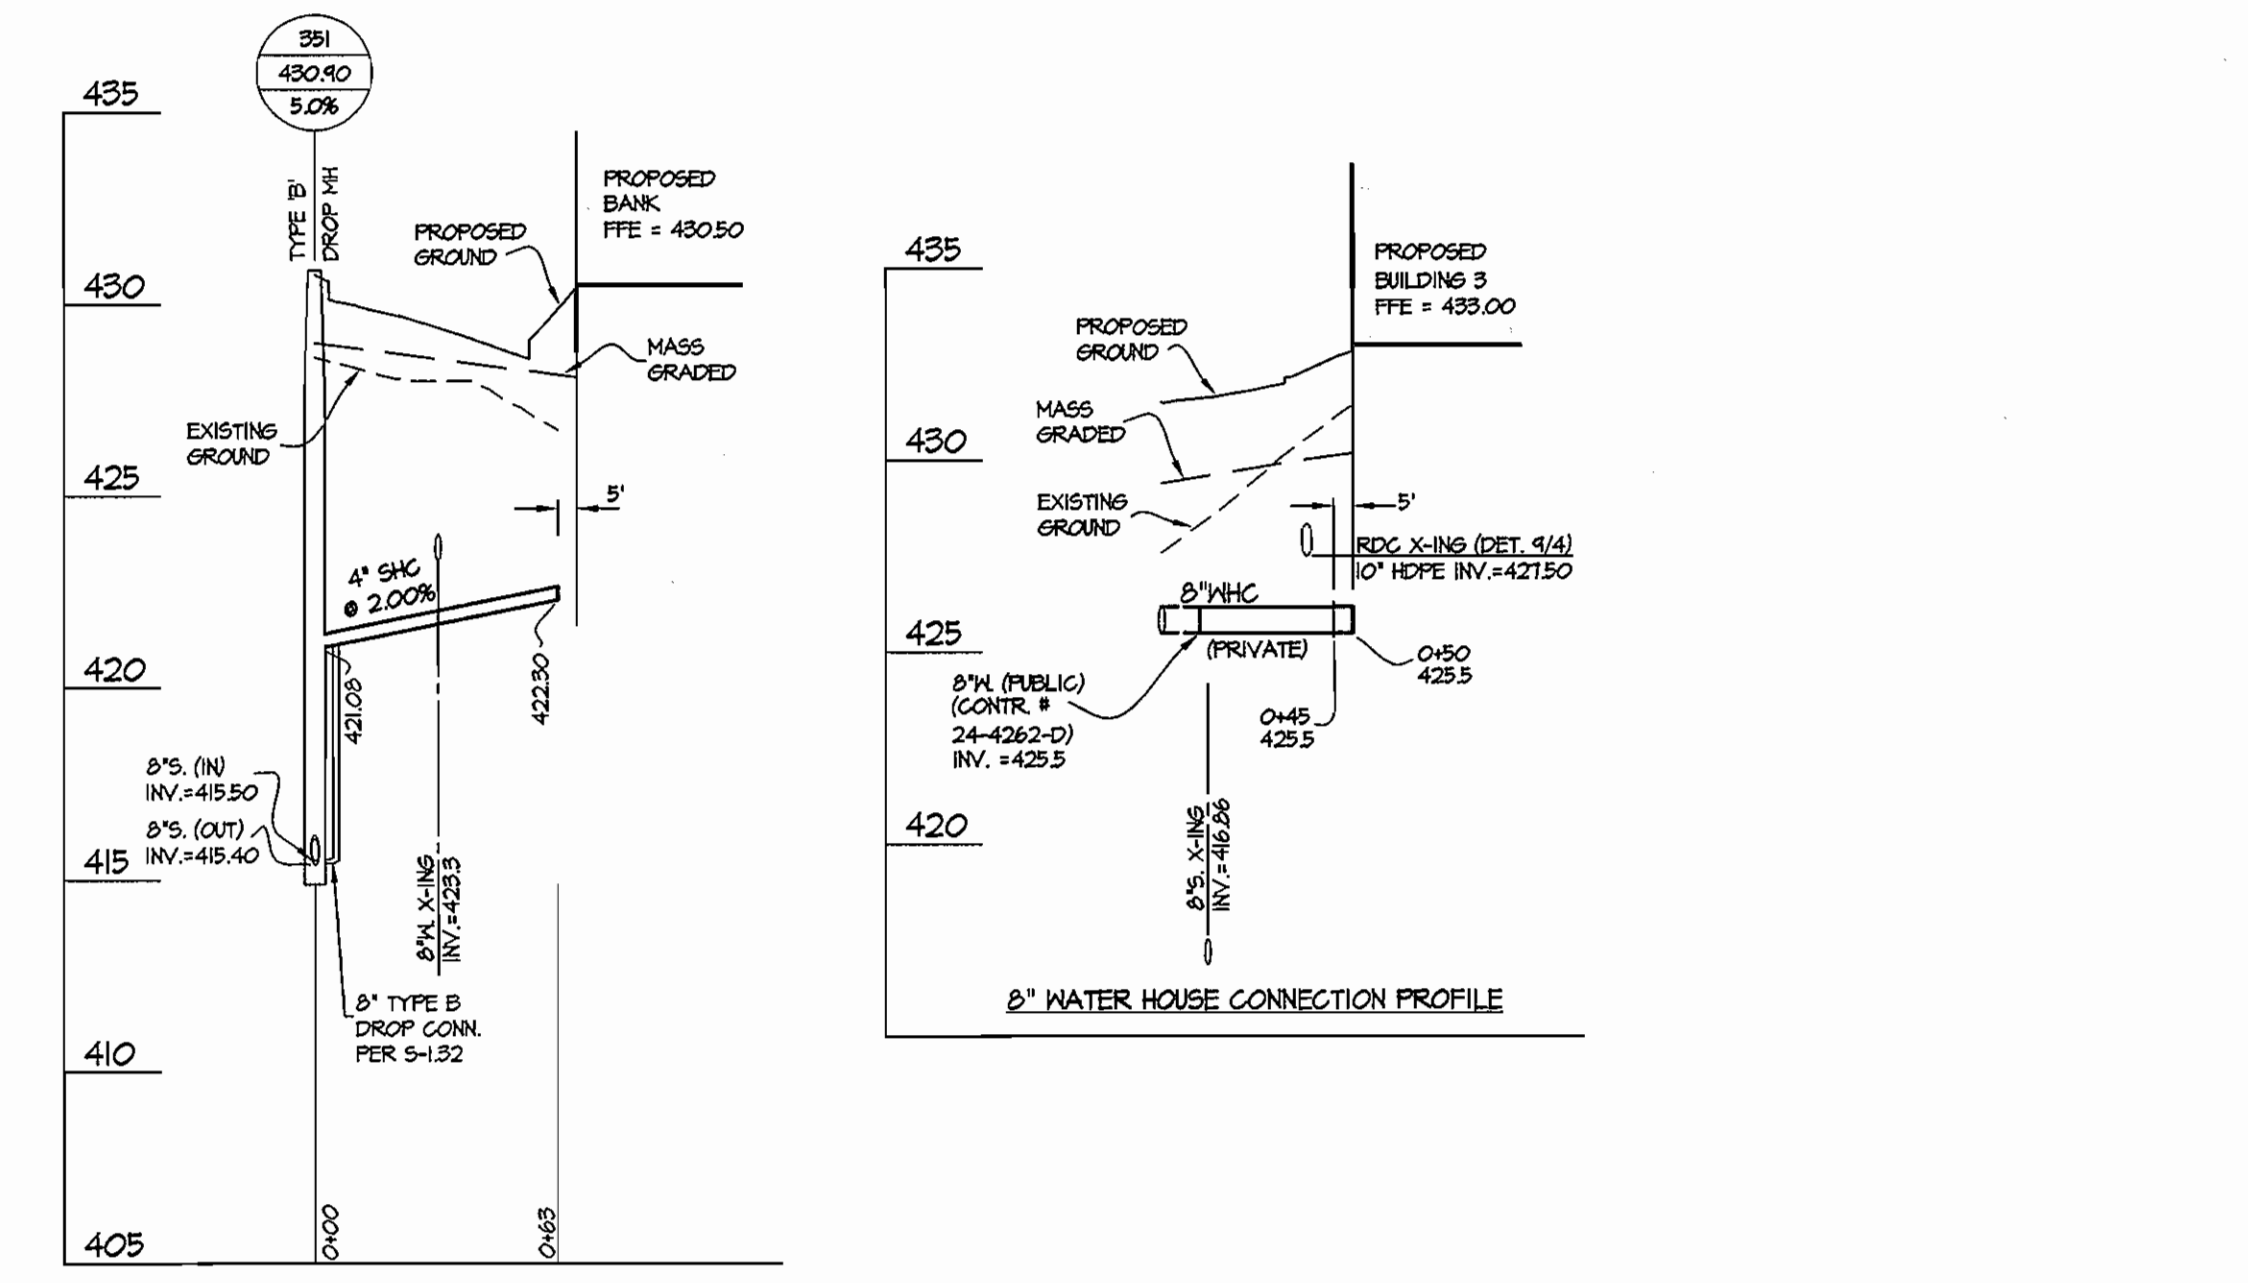 351
430.90
5.0%
TYPE 'B'
DROP MH
435
430
425
420
415
410
405
PROPOSED
BANK
FFE = 430.50
PROPOSED
GROUND
MASS
GRADED
EXISTING
GROUND
5'
4" SHC
@ 2.00%
421.08
422.30
8"S. (IN)
INV.=415.50
8"S. (OUT)
INV.=415.40
8"W. X-ING
INV.=423.3
8" TYPE B
DROP CONN.
PER S-1.32
0+00
0+63
435
430
425
420
PROPOSED
BUILDING 3
FFE = 433.00
PROPOSED
GROUND
MASS
GRADED
EXISTING
GROUND
5'
RDC X-ING (DET. 9/4)
10" HDPE INV.=427.50
8"WHC
(PRIVATE)
8"W. (PUBLIC)
(CONTR. #
24-4262-D)
INV. =425.5
0+50
425.5
0+45
425.5
8"S. X-ING
INV.=416.86
8" WATER HOUSE CONNECTION PROFILE